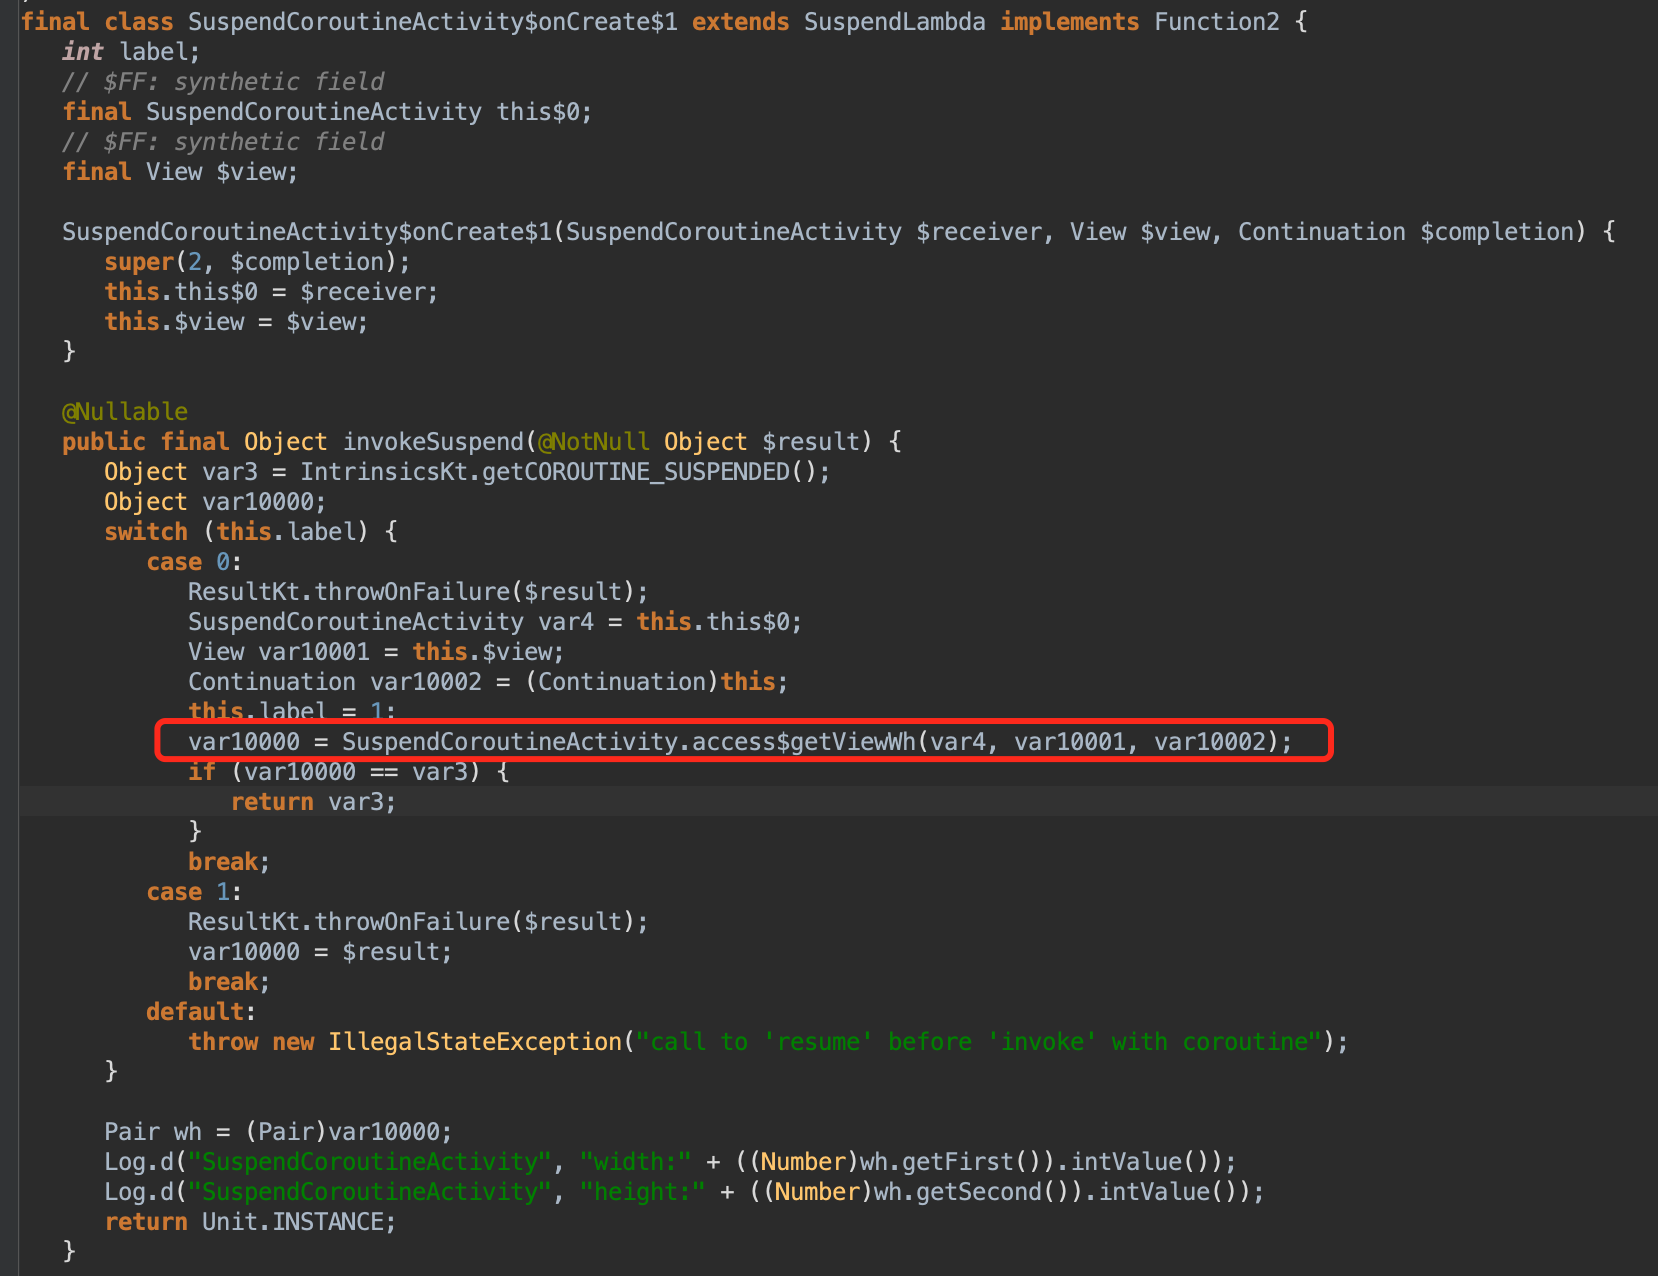 final class SuspendCoroutineActivity$onCreate$1 extends SuspendLambda implements Function2 {
   int label;
   // $FF: synthetic field
   final SuspendCoroutineActivity this$0;
   // $FF: synthetic field
   final View $view;

   SuspendCoroutineActivity$onCreate$1(SuspendCoroutineActivity $receiver, View $view, Continuation $completion) {
      super(2, $completion);
      this.this$0 = $receiver;
      this.$view = $view;
   }

   @Nullable
   public final Object invokeSuspend(@NotNull Object $result) {
      Object var3 = IntrinsicsKt.getCOROUTINE_SUSPENDED();
      Object var10000;
      switch (this.label) {
         case 0:
            ResultKt.throwOnFailure($result);
            SuspendCoroutineActivity var4 = this.this$0;
            View var10001 = this.$view;
            Continuation var10002 = (Continuation)this;
            this.label = 1;
            var10000 = SuspendCoroutineActivity.access$getViewWh(var4, var10001, var10002);
            if (var10000 == var3) {
               return var3;
            }
            break;
         case 1:
            ResultKt.throwOnFailure($result);
            var10000 = $result;
            break;
         default:
            throw new IllegalStateException("call to 'resume' before 'invoke' with coroutine");
      }

      Pair wh = (Pair)var10000;
      Log.d("SuspendCoroutineActivity", "width:" + ((Number)wh.getFirst()).intValue());
      Log.d("SuspendCoroutineActivity", "height:" + ((Number)wh.getSecond()).intValue());
      return Unit.INSTANCE;
   }